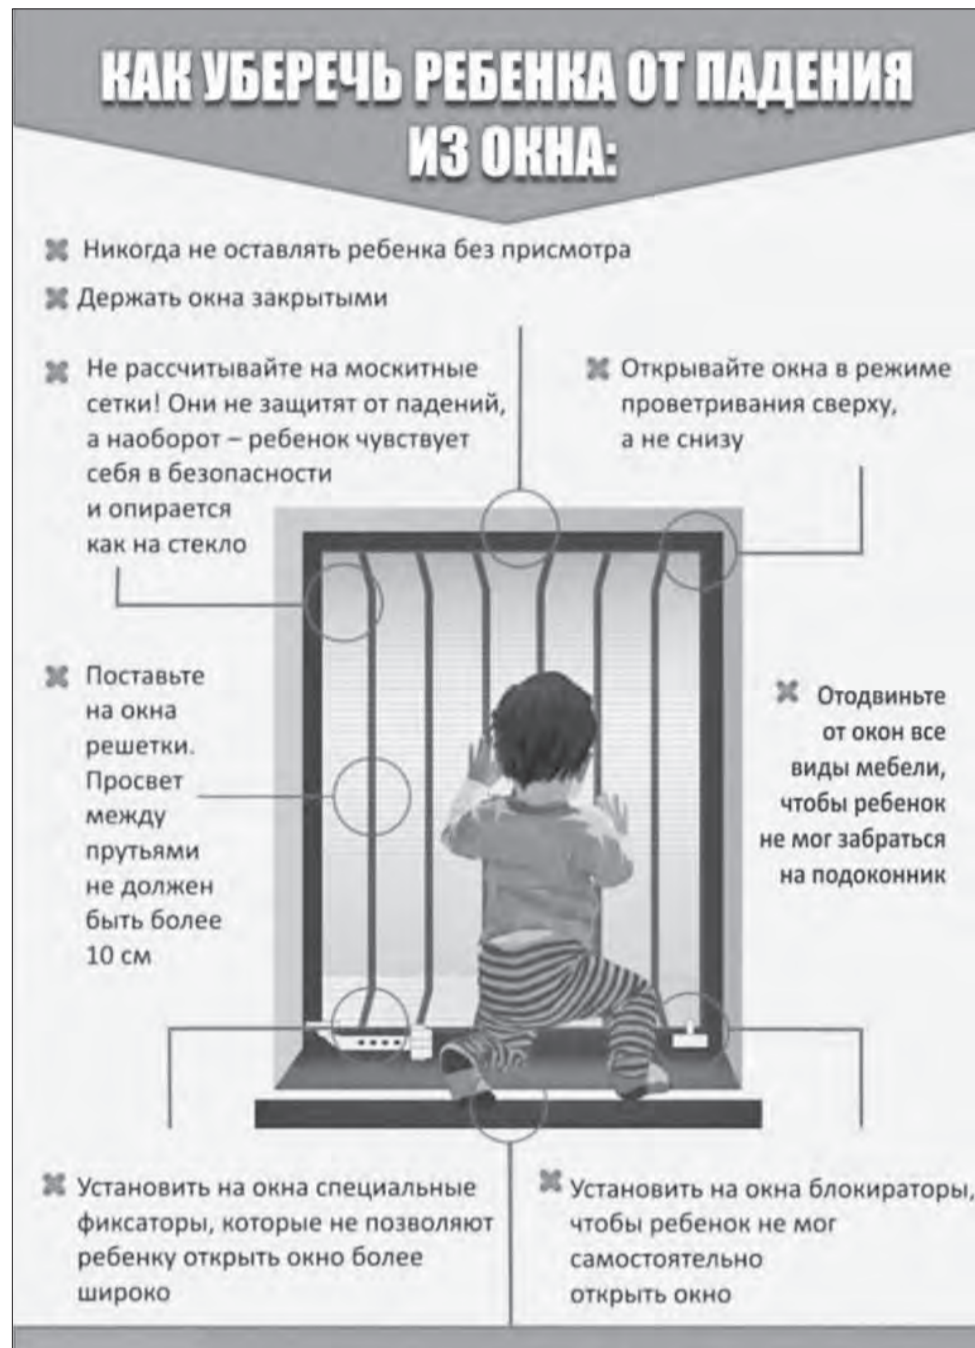 КАК УБЕРЕЧЬ РЕБЕНКА ОТ ПАДЕНИЯ
ИЗ ОКНА:
Никогда не оставлять ребенка без присмотра
Держать окна закрытыми
Не рассчитывайте на москитные
сетки! Они не защитят от падений,
а наоборот – ребенок чувствует
себя в безопасности
и опирается
как на стекло
Открывайте окна в режиме
проветривания сверху,
а не снизу
Поставьте
на окна
решетки.
Просвет
между
прутьями
не должен
быть более
10 см
Отодвиньте
от окон все
виды мебели,
чтобы ребенок
не мог забраться
на подоконник
Установить на окна специальные
фиксаторы, которые не позволяют
ребенку открыть окно более
широко
Установить на окна блокираторы,
чтобы ребенок не мог
самостоятельно
открыть окно